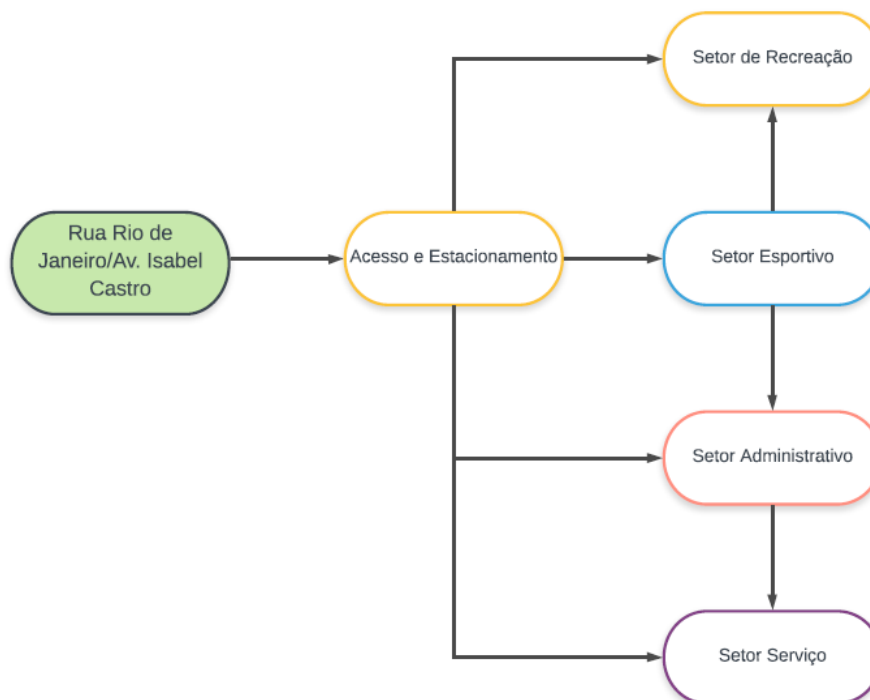 Setor de Recreação
Rua Rio de
Janeiro/Av. Isabel
Castro
Acesso e Estacionamento
Setor Esportivo
Setor Administrativo
Setor Serviço